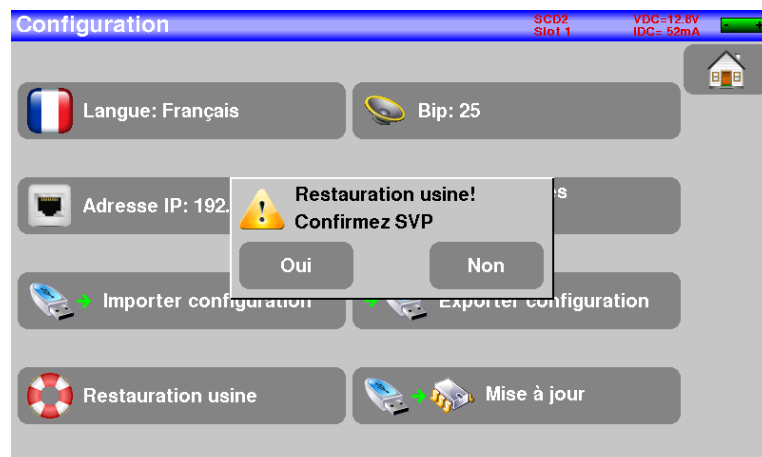 Configuration
SCD2
Slot 1
VDC=12.8V
IDC= 52mA
Langue: Français
Bip: 25
Adresse IP: 192.
Restauration usine!
Confirmez SVP
Oui
Non
Importer configuration
Exporter configuration
Restauration usine
Mise à jour